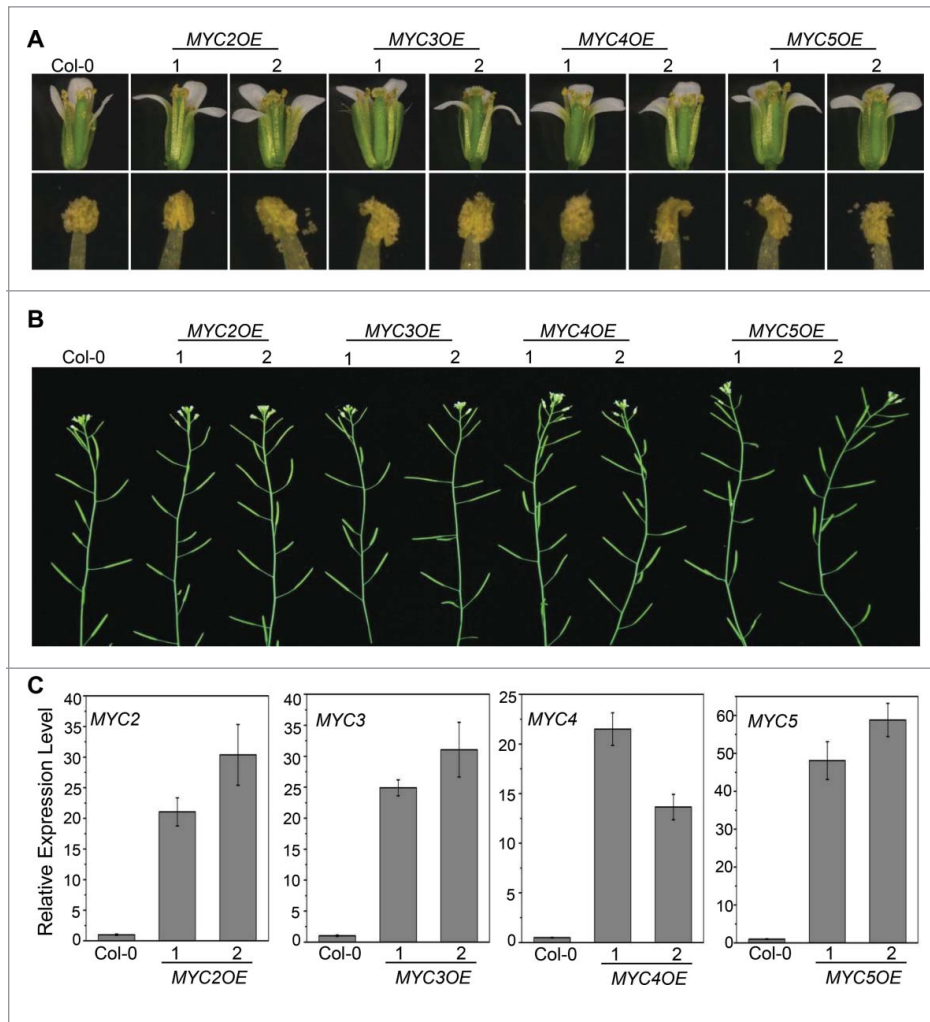 A
MYC2OE MYC3OE MYC4OE MYC5OE
Col-0 1 2 1 2 1 2 1 2
B
MYC2OE MYC3OE MYC4OE MYC5OE
Col-0 1 2 1 2 1 2 1 2
C
Relative Expression Level
40
35
30
25
20
15
10
5
0
MYC2
Col-0 1 2
MYC2OE
40
35
30
25
20
15
10
5
0
MYC3
Col-0 1 2
MYC3OE
25
20
15
10
5
0
MYC4
Col-0 1 2
MYC4OE
60
50
40
30
20
10
0
MYC5
Col-0 1 2
MYC5OE